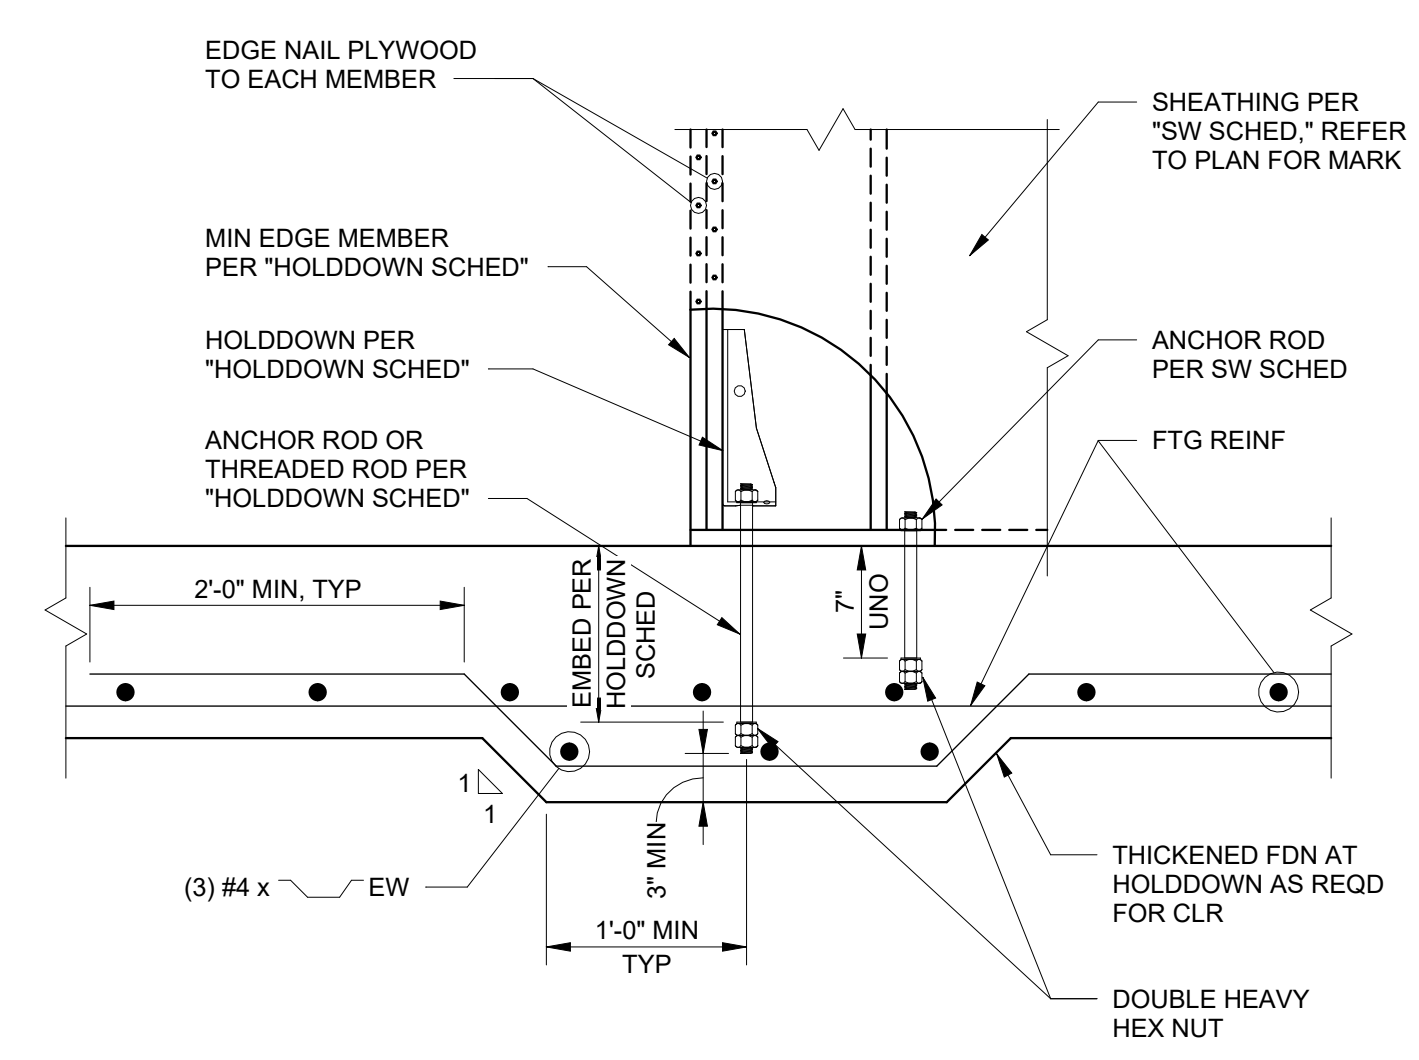 EDGE NAIL PLYWOOD
TO EACH MEMBER
SHEATHING PER
"SW SCHED," REFER
TO PLAN FOR MARK
MIN EDGE MEMBER
PER "HOLDDOWN SCHED"
HOLDDOWN PER
"HOLDDOWN SCHED"
ANCHOR ROD
PER SW SCHED
ANCHOR ROD OR
THREADED ROD PER
"HOLDDOWN SCHED"
FTG REINF
2'-0" MIN, TYP
EMBED PER
HOLDDOWN
SCHED
7"
UNO
1
1
3" MIN
(3) #4 x EW
1'-0" MIN
TYP
THICKENED FDN AT
HOLDDOWN AS REQD
FOR CLR
DOUBLE HEAVY
HEX NUT